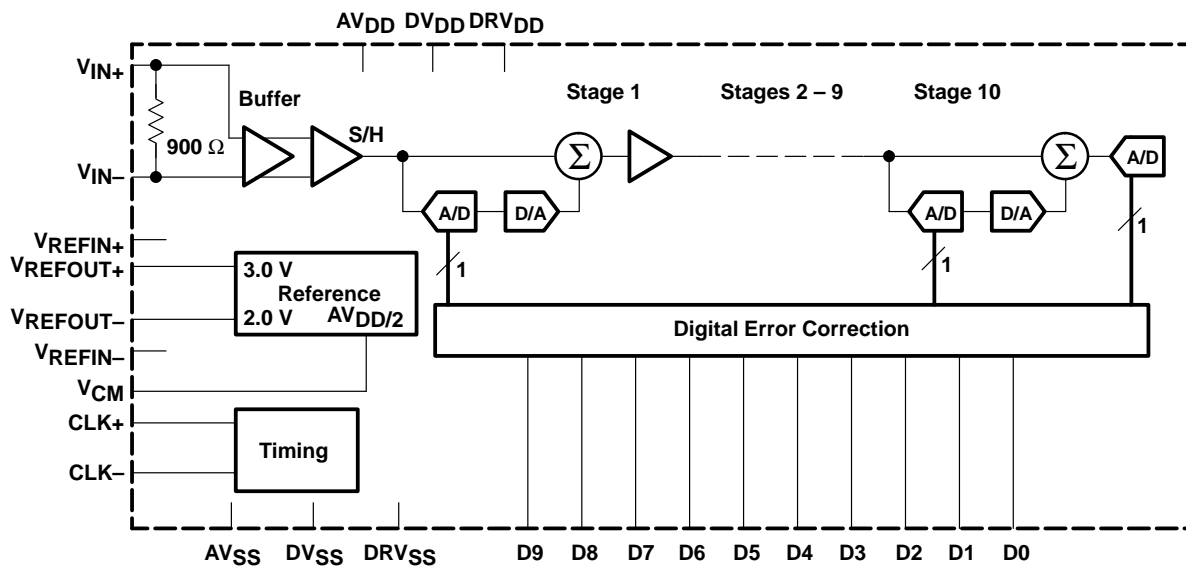 AVDD DVDD DRVDD
VIN+
Buffer
Stage 1
Stages 2 – 9
Stage 10
S/H
900 Ω
Σ
Σ
A/D
VIN–
A/D
D/A
A/D
D/A
1
1
1
VREFIN+
VREFOUT+
3.0 V
Reference
VREFOUT–
2.0 V
AVDD/2
Digital Error Correction
VREFIN–
VCM
CLK+
Timing
CLK–
AVSS DVSS DRVSS D9 D8 D7 D6 D5 D4 D3 D2 D1 D0